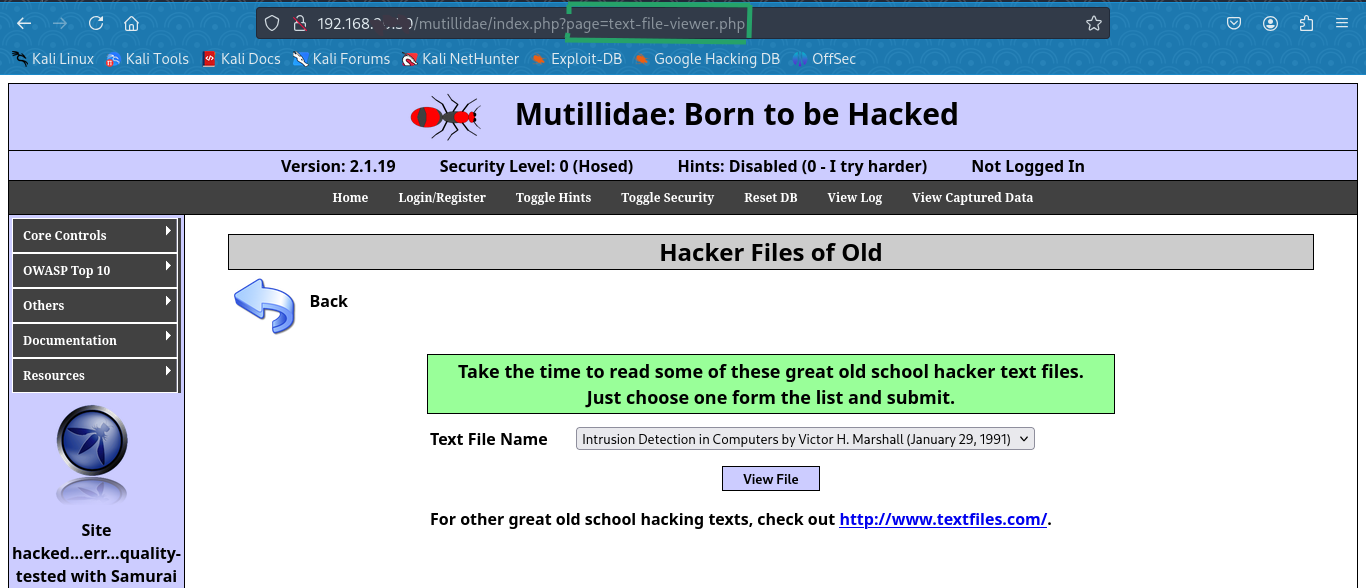 192.168./mutillidae/index.php?page=text-file-viewer.php
Kali Linux Kali Tools Kali Docs Kali Forums Kali NetHunter Exploit-DB Google Hacking DB OffSec
Mutillidae: Born to be Hacked
Version: 2.1.19 Security Level: 0 (Hosed) Hints: Disabled (0 - I try harder) Not Logged In
Home Login/Register Toggle Hints Toggle Security Reset DB View Log View Captured Data
Core Controls
OWASP Top 10
Others
Documentation
Resources
Site
hacked...err...quality-
tested with Samurai
Hacker Files of Old
Back
Take the time to read some of these great old school hacker text files.
Just choose one form the list and submit.
Text File Name Intrusion Detection in Computers by Victor H. Marshall (January 29, 1991)
View File
For other great old school hacking texts, check out http://www.textfiles.com/.